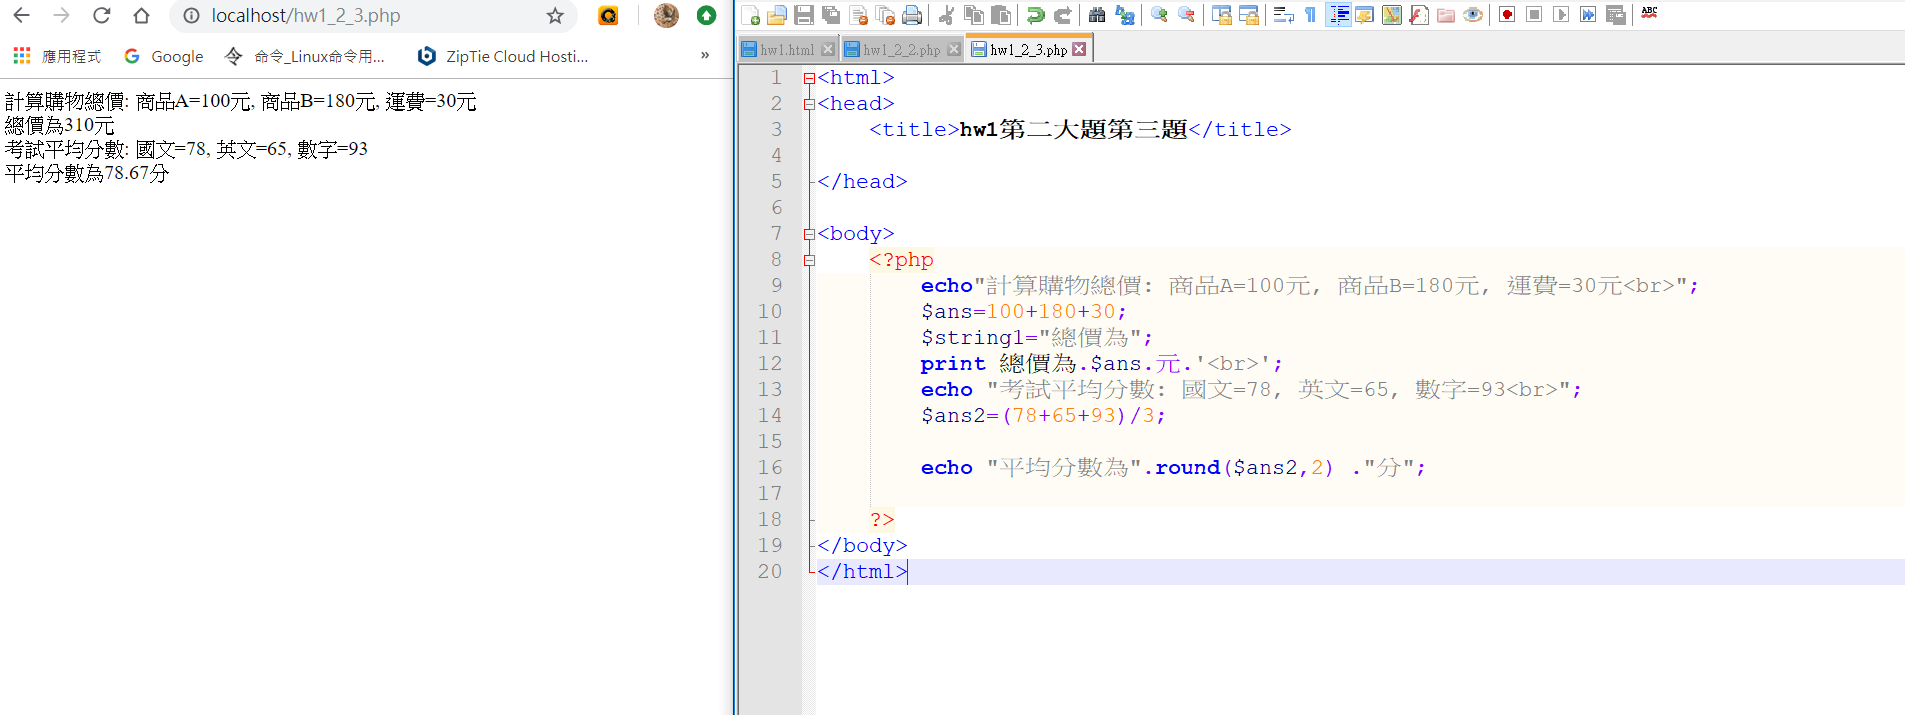 localhost/hw1_2_3.php
應用程式 Google 命令_Linux命令用... ZipTie Cloud Hosti... »
計算購物總價: 商品A=100元, 商品B=180元, 運費=30元
總價為310元
考試平均分數: 國文=78, 英文=65, 數字=93
平均分數為78.67分
ABC
hw1.html hw1_2_2.php hw1_2_3.php
1 <html>
2 <head>
3 <title>hw1第二大題第三題</title>
4
5 </head>
6
7 <body>
8 <?php
9 echo"計算購物總價: 商品A=100元, 商品B=180元, 運費=30元<br>";
10 $ans=100+180+30;
11 $string1="總價為";
12 print 總價為.$ans.元.'<br>';
13 echo "考試平均分數: 國文=78, 英文=65, 數字=93<br>";
14 $ans2=(78+65+93)/3;
15
16 echo "平均分數為".round($ans2,2) ."分";
17
18 ?>
19 </body>
20 </html>